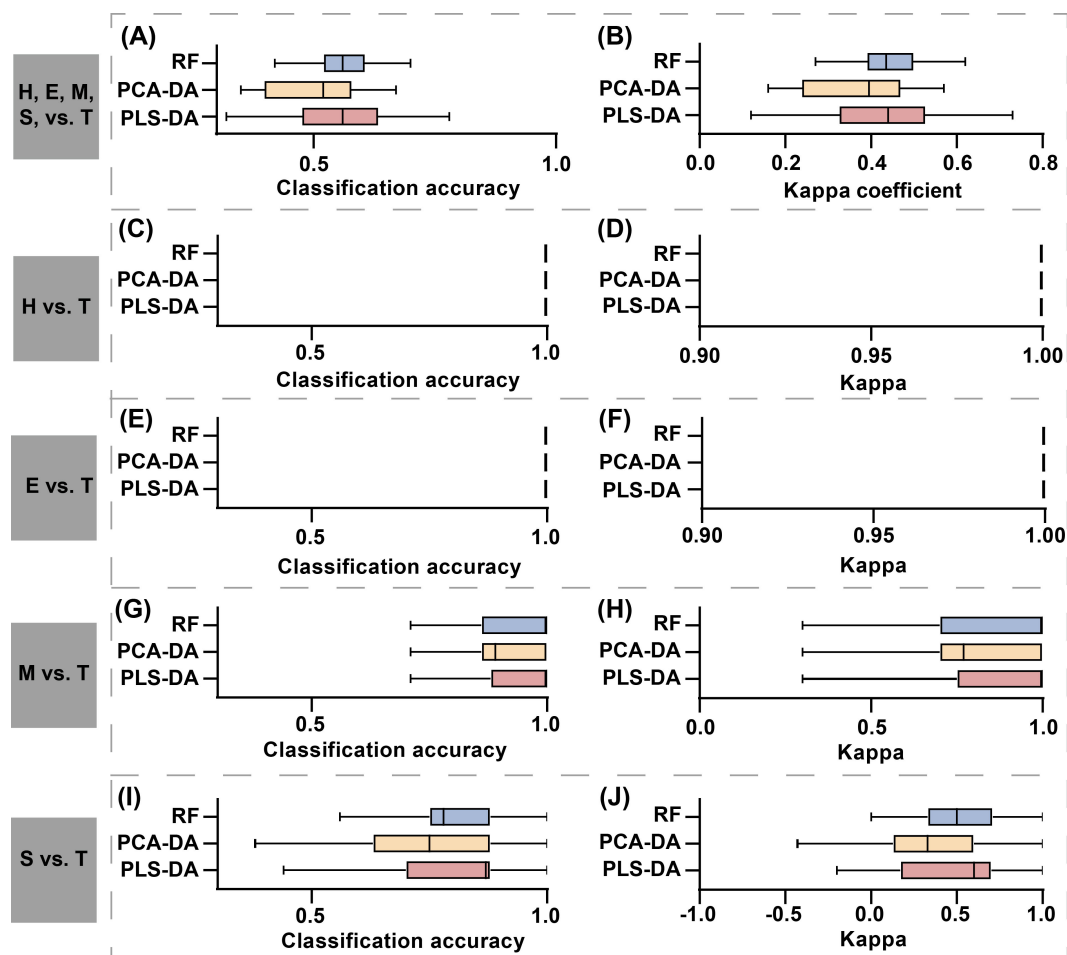 H, E, M,
S, vs. T
(A)
RF
PCA-DA
PLS-DA
0.5 1.0
Classification accuracy
(B)
RF
PCA-DA
PLS-DA
0.0 0.2 0.4 0.6 0.8
Kappa coefficient
H vs. T
(C)
RF
PCA-DA
PLS-DA
0.5 1.0
Classification accuracy
(D)
RF
PCA-DA
PLS-DA
0.90 0.95 1.00
Kappa
E vs. T
(E)
RF
PCA-DA
PLS-DA
0.5 1.0
Classification accuracy
(F)
RF
PCA-DA
PLS-DA
0.90 0.95 1.00
Kappa
M vs. T
(G)
RF
PCA-DA
PLS-DA
0.5 1.0
Classification accuracy
(H)
RF
PCA-DA
PLS-DA
0.0 0.5 1.0
Kappa
S vs. T
(I)
RF
PCA-DA
PLS-DA
0.5 1.0
Classification accuracy
(J)
RF
PCA-DA
PLS-DA
-1.0 -0.5 0.0 0.5 1.0
Kappa